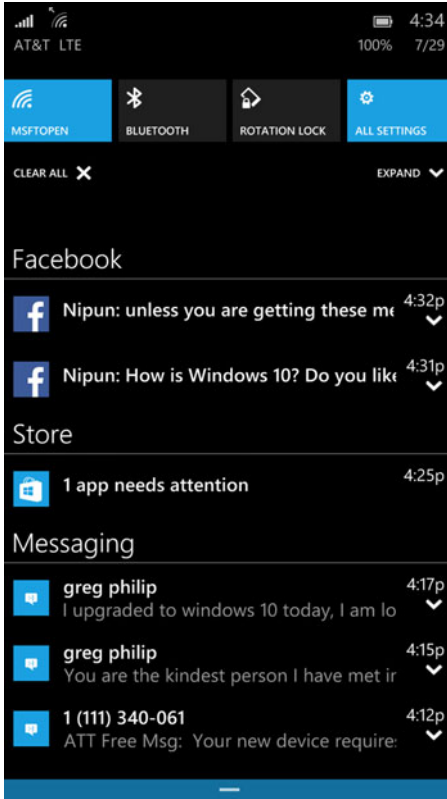 4:34
AT&T LTE 100% 7/29
MSFTOPEN BLUETOOTH ROTATION LOCK ALL SETTINGS
CLEAR ALL EXPAND
Facebook
Nipun: unless you are getting these me 4:32p
Nipun: How is Windows 10? Do you like 4:31p
Store
1 app needs attention 4:25p
Messaging
greg philip 4:17p
I upgraded to windows 10 today, I am lo
greg philip 4:15p
You are the kindest person I have met in
1 (111) 340-061 4:12p
ATT Free Msg: Your new device requires